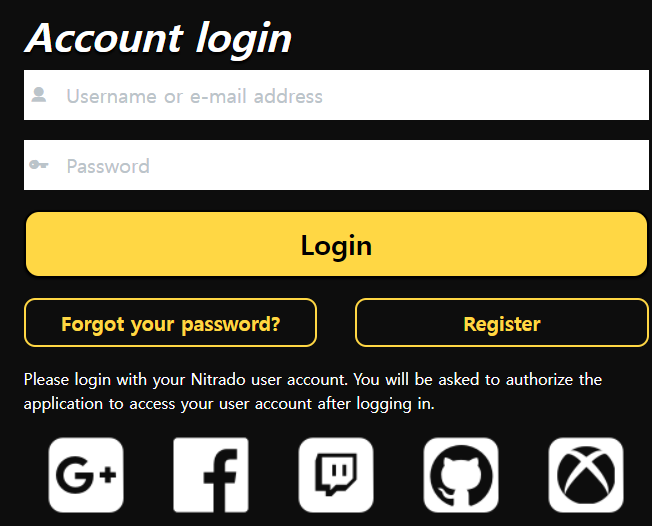 Account login
Username or e-mail address
Password
Login
Forgot your password?
Register
Please login with your Nitrado user account. You will be asked to authorize the
application to access your user account after logging in.
G+
f